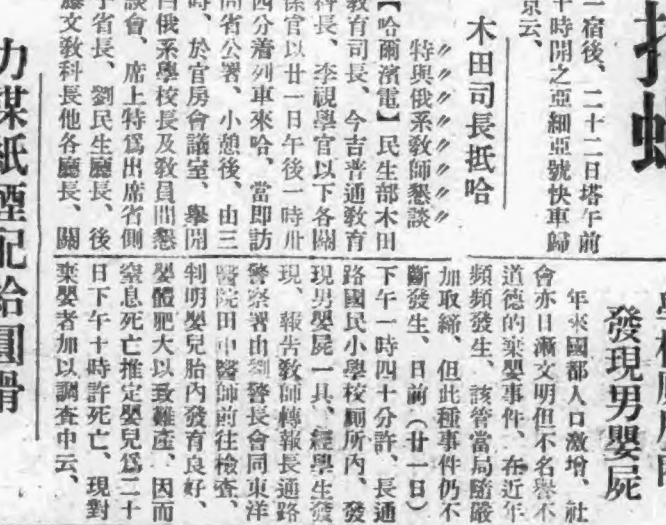 一宿後、二十二日塔午前
十時開之亞細亞號快車歸
京云、
木田司長抵哈
特與俄系教師懇談
【哈爾濱電】民生部木田
教育司長、今吉普通教育
科長、李視學官以下各關
係官以廿一日午後一時卅
四分着列車來哈、當即訪
問省公署、小憩後、由三
時、於官房會議室、舉開
白俄系學校長及教員間懇
談會、席上特爲出席省側
于省長、劉民生廳長、後
藤文教科長他各廳長、關
力謀紙煙配給圓滑
發現男嬰屍
年來國都人口激增、社
會亦日漸文明但不名譽不
道德的棄嬰事件、在近年
頻頻發生、該管當局隨嚴
加取締、但此種事件仍不
斷發生、日前（廿一日）
下午一時四十分許、長通
路國民小學校廁所內、發
現男嬰屍一具、經學生發
現、報告教師轉報長通路
警察署由劉警長會同東洋
醫院田中醫師前往檢查、
判明嬰兒胎內發育良好、
嬰體肥大以致難產、因而
窒息死亡推定嬰兒爲二十
日下午十時許死亡、現對
棄嬰者加以調查中云、